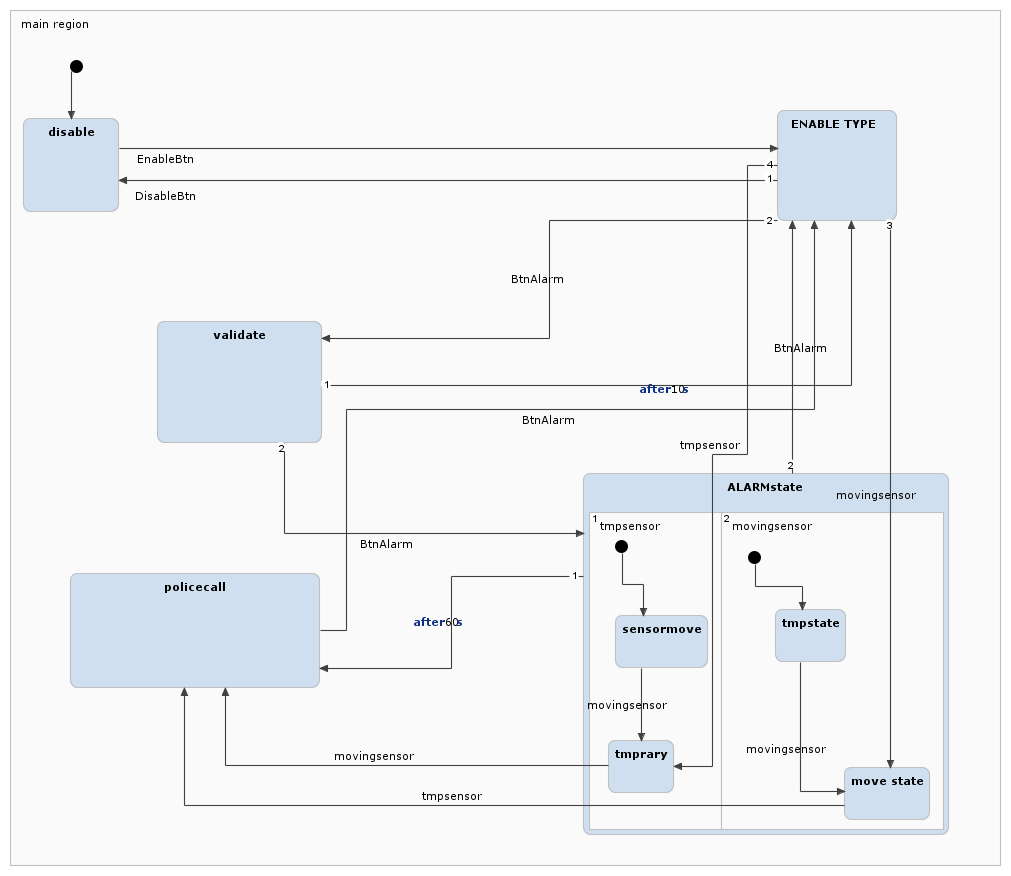 main region
disable
ENABLE TYPE
EnableBtn
4
1
DisableBtn
2
3
BtnAlarm
validate
BtnAlarm
1
after 10 s
BtnAlarm
tmpsensor
2
2
ALARMstate
movingsensor
1
tmpsensor
2
movingsensor
BtnAlarm
1
policecall
after 60 s
sensormove
tmpstate
movingsensor
movingsensor
tmprary
movingsensor
move state
tmpsensor